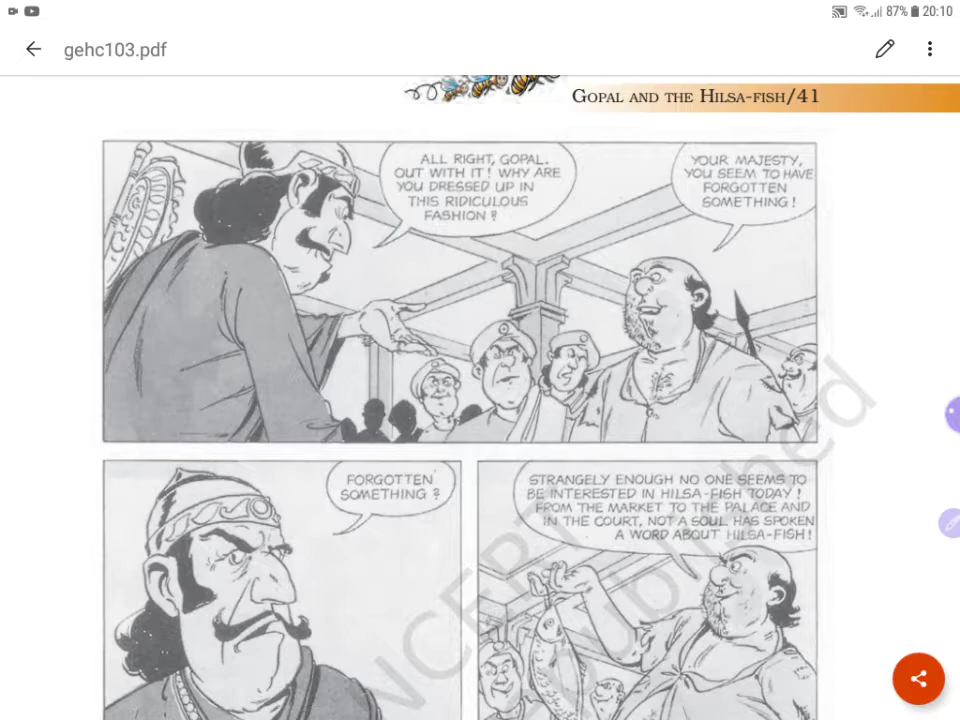 87% 20:10
gehc103.pdf
GOPAL AND THE HILSA-FISH/41
ALL RIGHT, GOPAL.
OUT WITH IT! WHY ARE
YOU DRESSED UP IN
THIS RIDICULOUS
FASHION?
YOUR MAJESTY,
YOU SEEM TO HAVE
FORGOTTEN
SOMETHING!
FORGOTTEN
SOMETHING?
STRANGELY ENOUGH NO ONE SEEMS TO
BE INTERESTED IN HILSA-FISH TODAY!
FROM THE MARKET TO THE PALACE AND
IN THE COURT, NOT A SOUL HAS SPOKEN
A WORD ABOUT HILSA-FISH!
NCERT
published